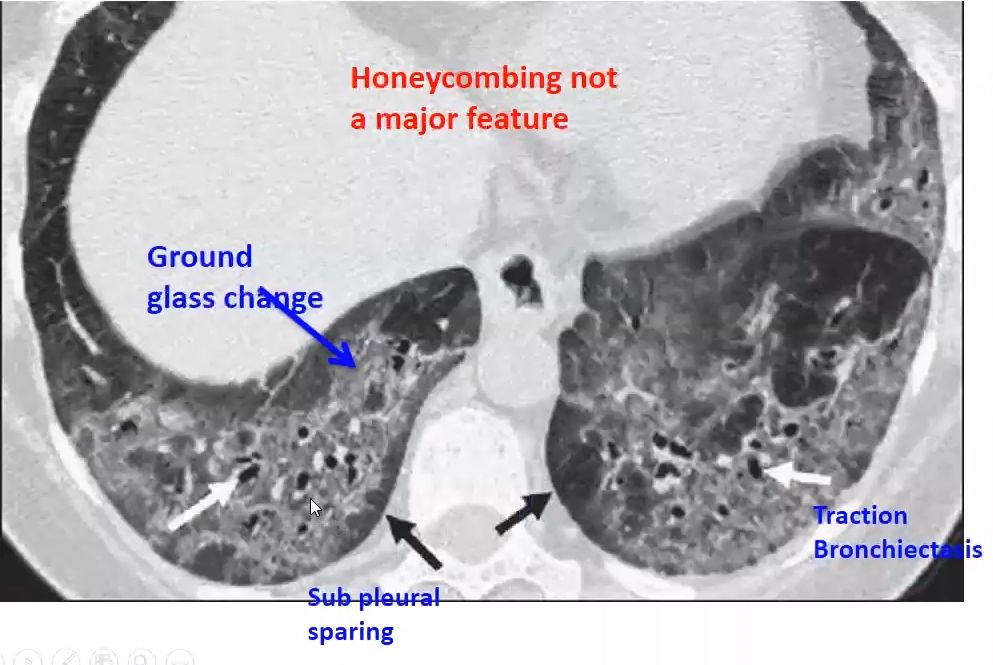 Honeycombing not
a major feature
Ground
glass change
Traction
Bronchiectasis
Sub pleural
sparing